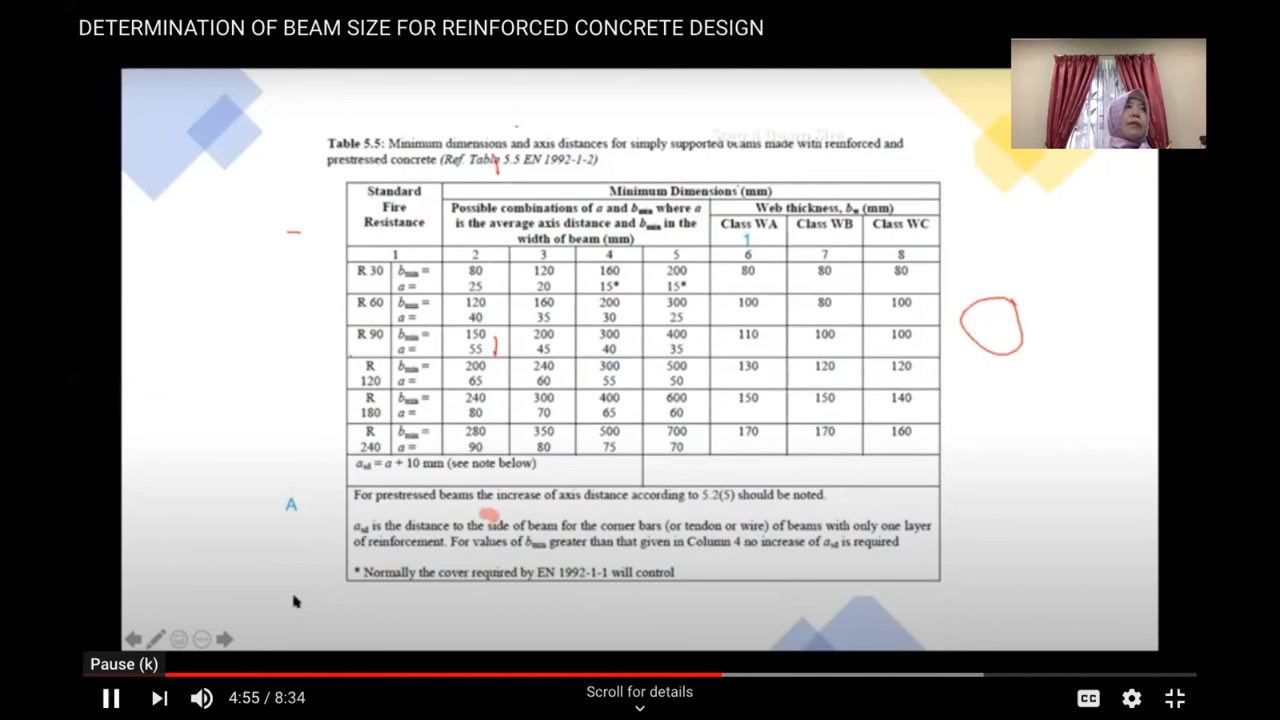 DETERMINATION OF BEAM SIZE FOR REINFORCED CONCRETE DESIGN
Table 5.5: Minimum dimensions and axis distances for simply supported beams made with reinforced and
prestressed concrete (Ref. Table 5.5 EN 1992-1-2)
Standard Fire Resistance Minimum Dimensions (mm)
Possible combinations of a and bmin where a is the average axis distance and bmin in the width of beam (mm) Web thickness, bw (mm)
Class WA Class WB Class WC
1 2 3 4 5 6 7 8
R 30 bmin = 80 120 160 200 80 80 80
a = 25 20 15* 15*
R 60 bmin = 120 160 200 300 100 80 100
a = 40 35 30 25
R 90 bmin = 150 200 300 400 110 100 100
a = 55 45 40 35
R 120 bmin = 200 240 300 500 130 120 120
a = 65 60 55 50
R 180 bmin = 240 300 400 600 150 150 140
a = 80 70 65 60
R 240 bmin = 280 350 500 700 170 170 160
a = 90 80 75 70
asd = a + 10 mm (see note below)
For prestressed beams the increase of axis distance according to 5.2(5) should be noted.
asd is the distance to the side of beam for the corner bars (or tendon or wire) of beams with only one layer
of reinforcement. For values of bmin greater than that given in Column 4 no increase of asd is required
* Normally the cover required by EN 1992-1-1 will control
A
Pause (k)
4:55 / 8:34
Scroll for details
CC